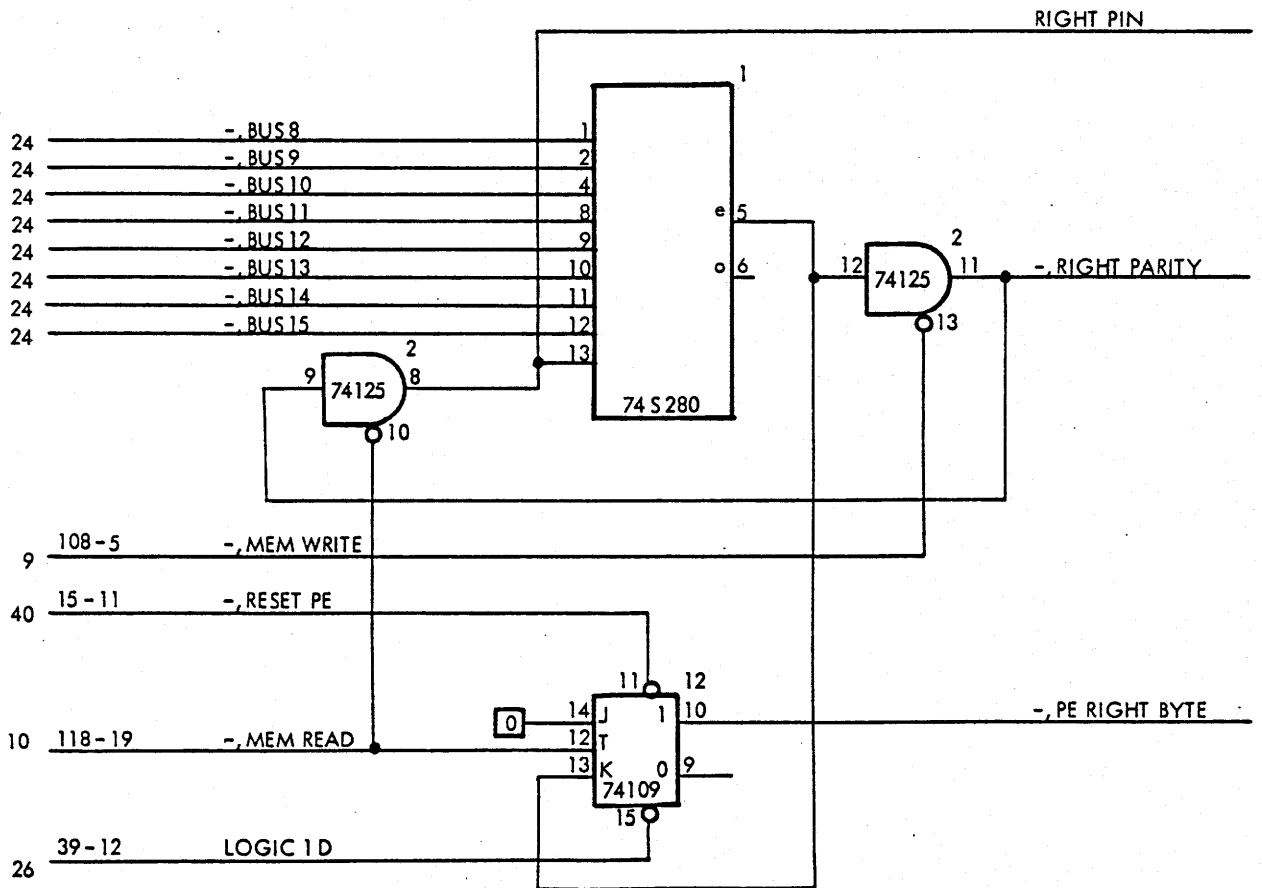 RIGHT PIN
1
24 -, BUS 8 1
24 -, BUS 9 2
24 -, BUS 10 4
24 -, BUS 11 8 e 5
24 -, BUS 12 9 2
24 -, BUS 13 10 o 6 12 74125 11 -, RIGHT PARITY
24 -, BUS 14 11
24 -, BUS 15 12 13
2 13
9 74125 8 74 S 280
10
9 108-5 -, MEM WRITE
40 15-11 -, RESET PE
11 12
0 14 J 1 10 -, PE RIGHT BYTE
10 118-19 -, MEM READ 12 T
13 K 0 9
74109
15
26 39-12 LOGIC 1 D